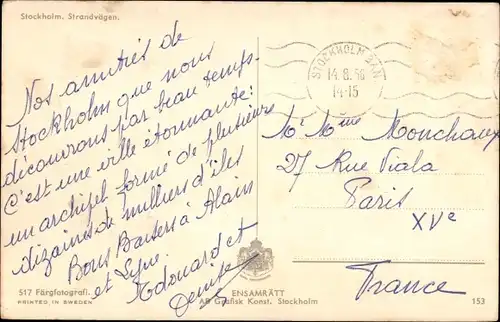 Stockholm. Strandvägen.
Nos amitiés de
Stockholm que nous
découvrons par beau temps.
C'est une ville étonnante :
un archipel formé de plusieurs
dizaines de milliers d'îles
Bons Baisers à Alain
et
Edouard et
Denise
STOCKHOLM BAN
14.8.56
14-15
Mr Mme Monchaux
27 Rue Viala
Paris
XVe
France
517 Färgfotografi.
PRINTED IN SWEDEN
ENSAMRÄTT
AB Grafisk Konst. Stockholm
153